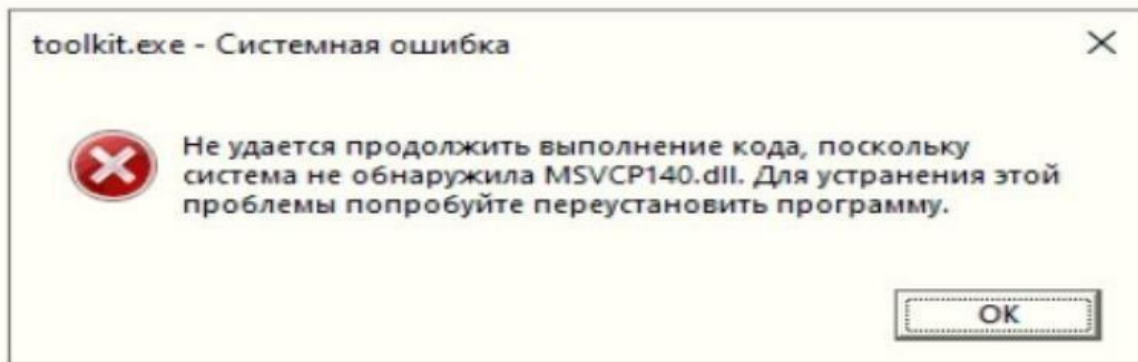 toolkit.exe - Системная ошибка
Не удается продолжить выполнение кода, поскольку
система не обнаружила MSVCP140.dll. Для устранения этой
проблемы попробуйте переустановить программу.
OK